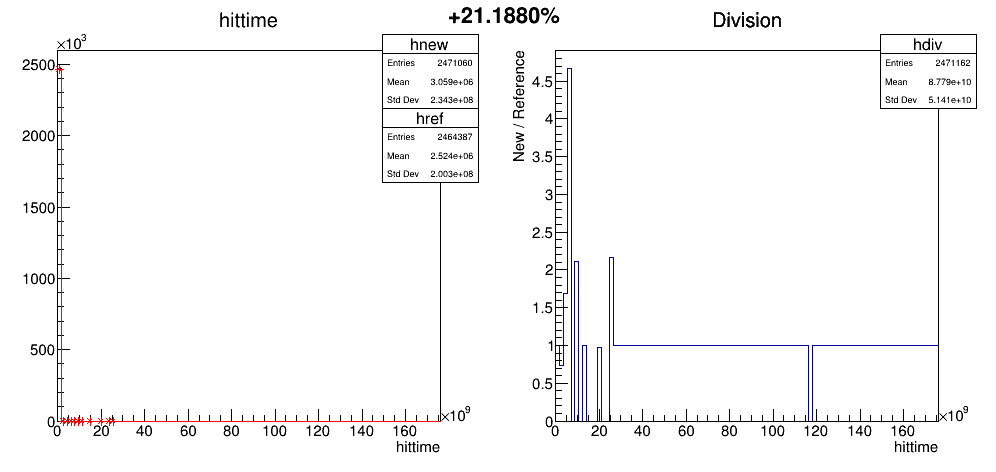 +21.1880%
hittime
×10³
hnew
Entries 2471060
Mean 3.059e+06
Std Dev 2.343e+08
href
Entries 2464387
Mean 2.524e+06
Std Dev 2.003e+08
2500
2000
1500
1000
500
0
0 20 40 60 80 100 120 140 160
×10⁹
hittime
Division
hdiv
Entries 2471162
Mean 8.779e+10
Std Dev 5.141e+10
New / Reference
4.5
4
3.5
3
2.5
2
1.5
1
0.5
0
0 20 40 60 80 100 120 140 160
×10⁹
hittime